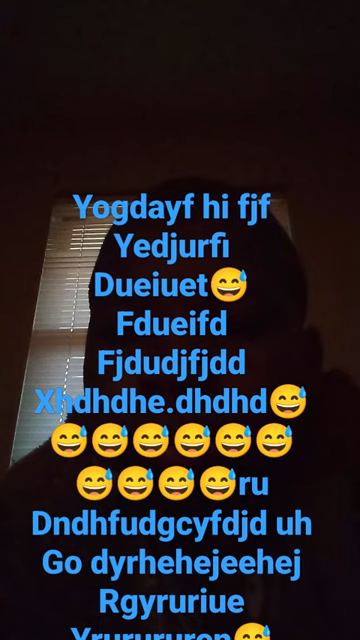 Yogdayf hi fjf
Yedjurfi
Dueiuet😅
Fdueifd
Fjdudjfjdd
Xhdhdhe.dhdhd😅
😅😅😅😅😅😅
😅😅😅😅ru
Dndhfudgcyfdjd uh
Go dyrhehejeehej
Rgyruriue